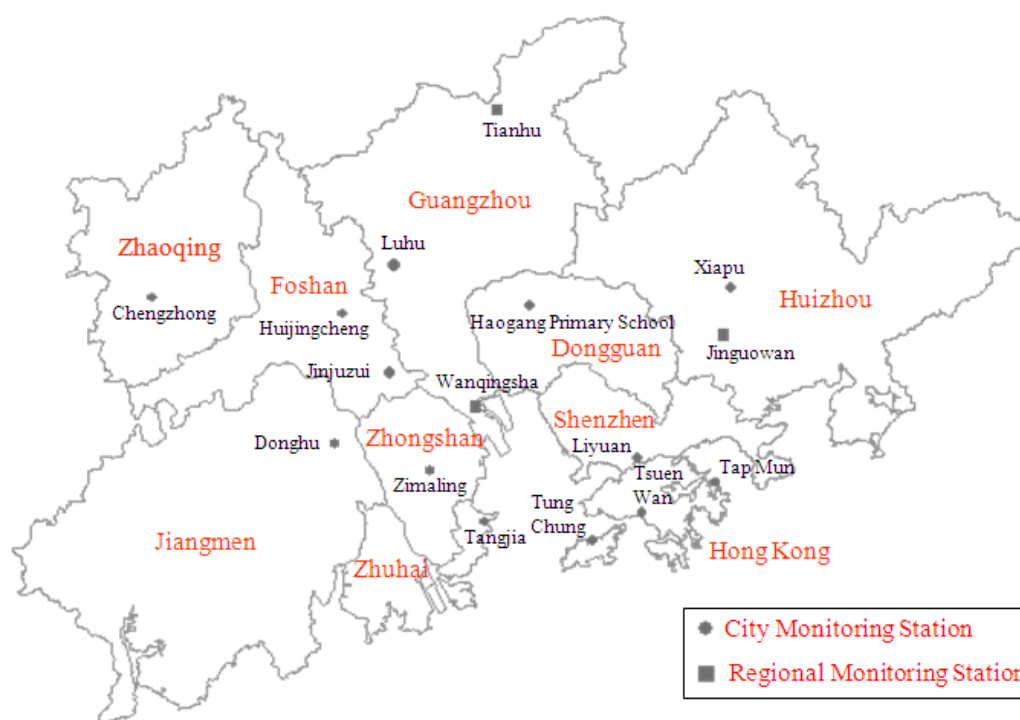 Tianhu
Guangzhou
Luhu
Zhaoqing
Xiapu
Foshan
Huizhou
Chengzhong
Haogang Primary School
Huijingcheng
Dongguan
Jinguowan
Jinjuzui
Wanqingsha
Shenzhen
Zhongshan
Donghu
Liyuan
Tap Mun
Tsuen
Wan
Zimaling
Tung
Chung
Tangjia
Jiangmen
Hong Kong
Zhuhai
City Monitoring Station
Regional Monitoring Station